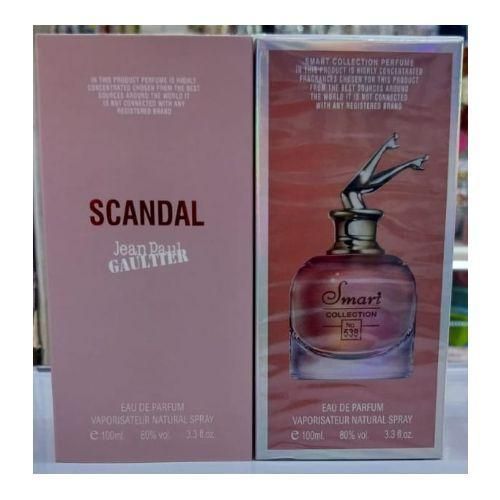 IN THIS PRODUCT PERFUME IS HIGHLY
CONCENTRATED CHOSEN FROM THE BEST
SOURCES AROUND THE WORLD IT
IS NOT CONNECTED WITH ANY
REGISTERED BRAND
SCANDAL
Jean Paul
GAULTIER
EAU DE PARFUM
VAPORISATEUR NATURAL SPRAY
e 100ml. 80% vol. 3.3 fl.oz.
SMART COLLECTION PERFUME
IN THIS PRODUCT IS HIGHLY CONCENTRATED
FRAGRANCES CHOSEN FOR THIS PRODUCT
FROM THE BEST SOURCES AROUND
THE WORLD IT IS NOT CONNECTED
WITH ANY REGISTERED BRAND
Smart
COLLECTION
No
538
EAU DE PARFUM
VAPORISATEUR NATURAL SPRAY
e 100ml. 80% vol. 3.3 fl.oz.